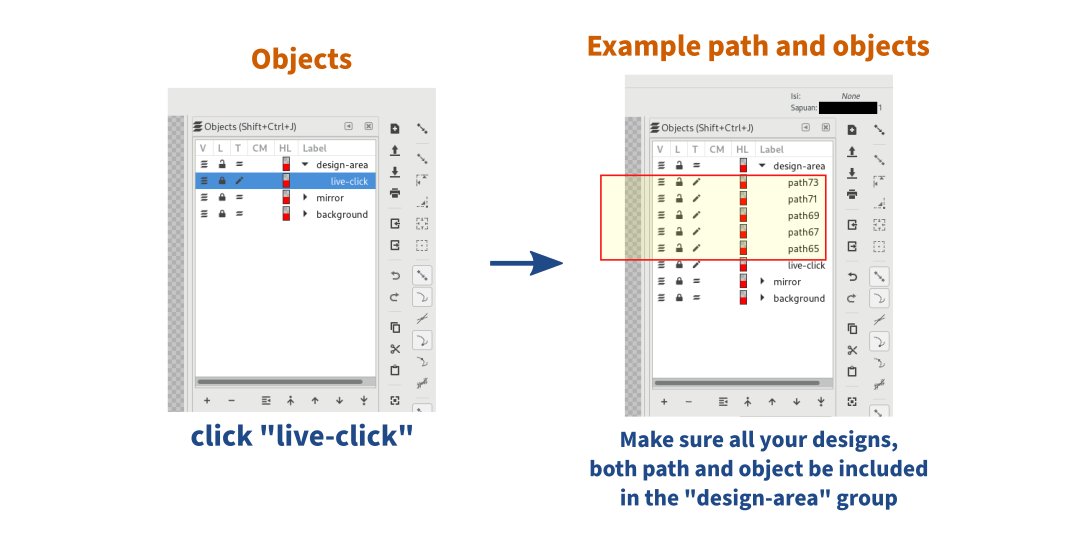 Objects
Objects (Shift+Ctrl+J)
V L T CM HL Label
design-area
live-click
mirror
background
click "live-click"
Example path and objects
Isi: None
Sapuan: 1
Objects (Shift+Ctrl+J)
V L T CM HL Label
design-area
path73
path71
path69
path67
path65
live-click
mirror
background
Make sure all your designs,
both path and object be included
in the "design-area" group